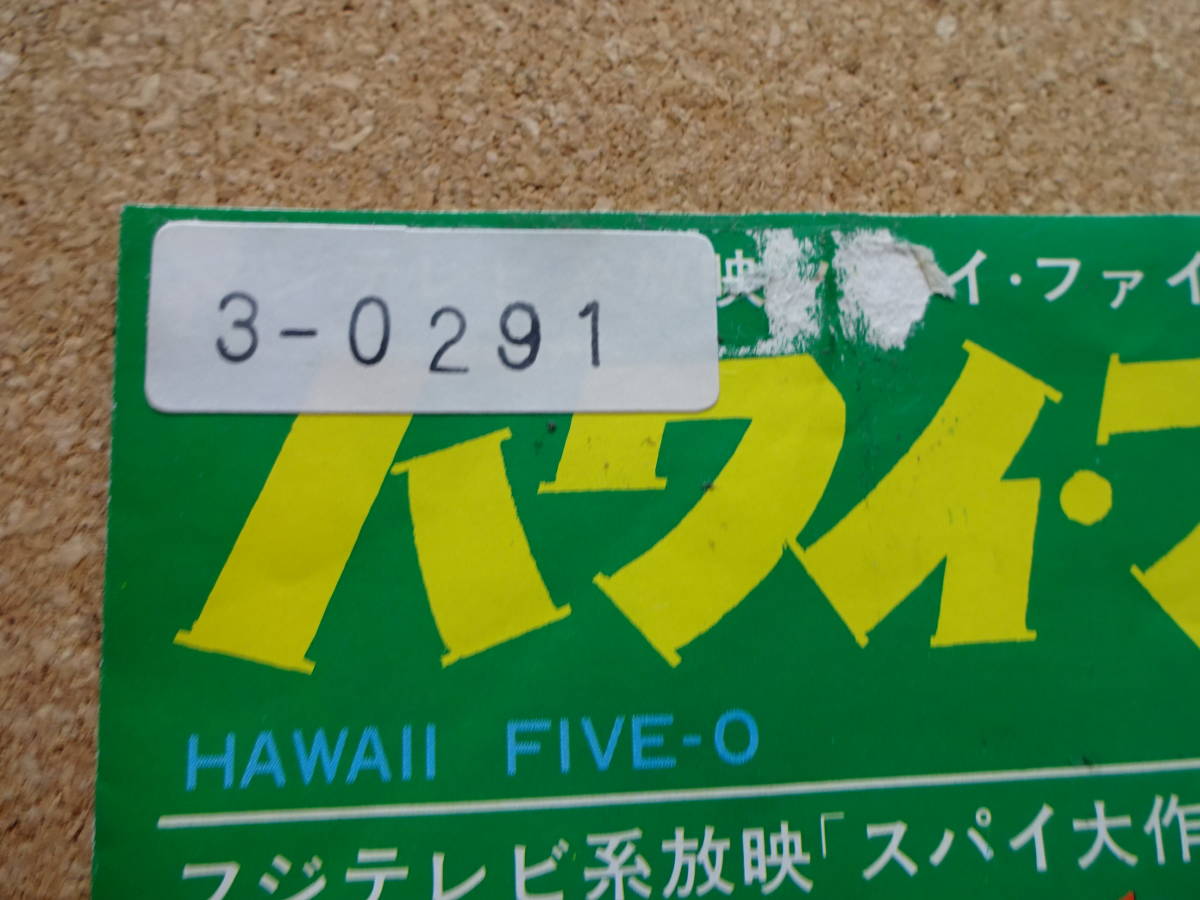 3-0291
映 イ・ファイ
ハワイ・フ
HAWAII FIVE-O
フジテレビ系放映「スパイ大作